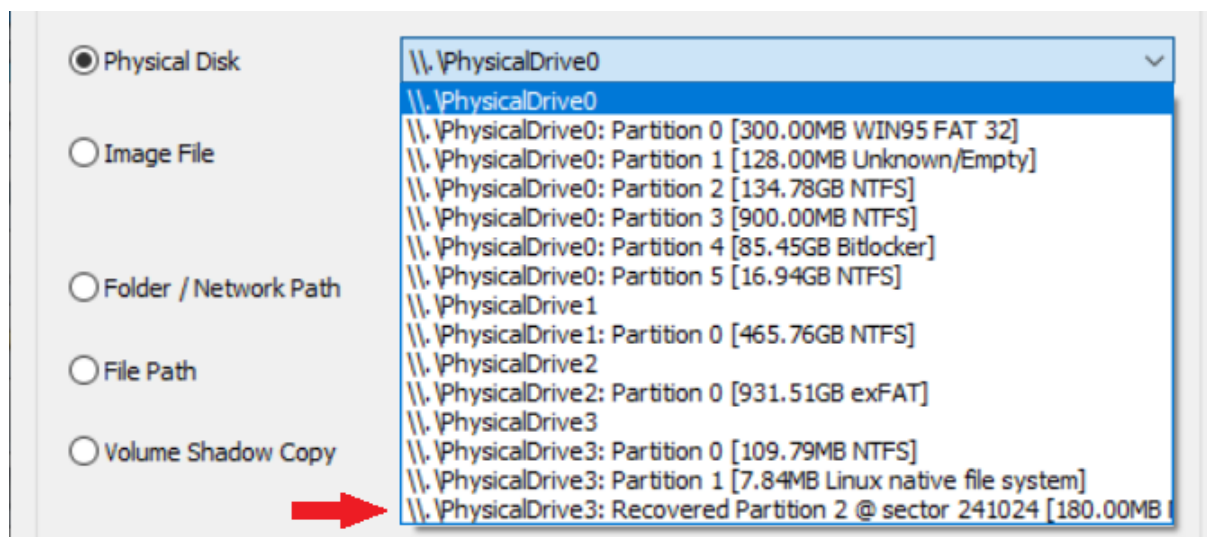 Physical Disk
\\.\PhysicalDrive0
\\.\PhysicalDrive0
\\.\PhysicalDrive0: Partition 0 [300.00MB WIN95 FAT 32]
Image File
\\.\PhysicalDrive0: Partition 1 [128.00MB Unknown/Empty]
\\.\PhysicalDrive0: Partition 2 [134.78GB NTFS]
\\.\PhysicalDrive0: Partition 3 [900.00MB NTFS]
\\.\PhysicalDrive0: Partition 4 [85.45GB Bitlocker]
Folder / Network Path
\\.\PhysicalDrive0: Partition 5 [16.94GB NTFS]
\\.\PhysicalDrive1
\\.\PhysicalDrive1: Partition 0 [465.76GB NTFS]
File Path
\\.\PhysicalDrive2
\\.\PhysicalDrive2: Partition 0 [931.51GB exFAT]
\\.\PhysicalDrive3
Volume Shadow Copy
\\.\PhysicalDrive3: Partition 0 [109.79MB NTFS]
\\.\PhysicalDrive3: Partition 1 [7.84MB Linux native file system]
\\.\PhysicalDrive3: Recovered Partition 2 @ sector 241024 [180.00MB